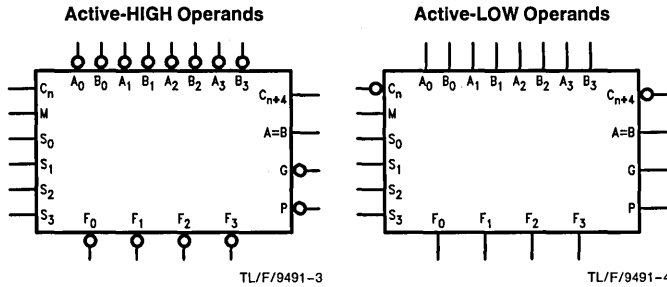 Active-HIGH Operands
Active-LOW Operands
A0 B0 A1 B1 A2 B2 A3 B3
Cn
M
S0
S1
S2
S3
Cn+4
A=B
G
P
F0 F1 F2 F3
TL/F/9491-3
A0 B0 A1 B1 A2 B2 A3 B3
Cn
M
S0
S1
S2
S3
Cn+4
A=B
G
P
F0 F1 F2 F3
TL/F/9491-4